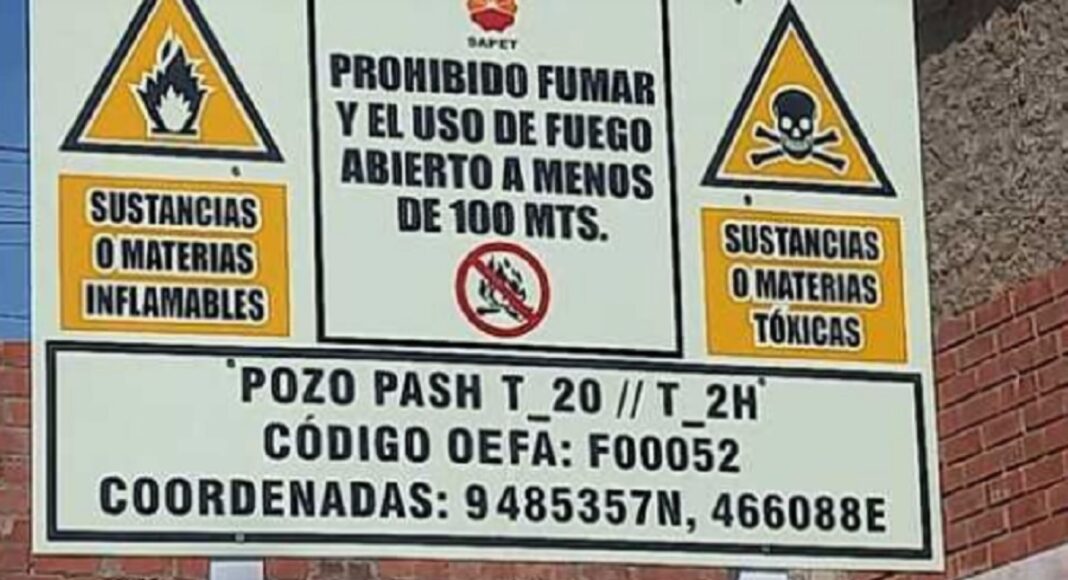 SAPET
PROHIBIDO FUMAR
Y EL USO DE FUEGO
ABIERTO A MENOS
DE 100 MTS.
SUSTANCIAS
O MATERIAS
INFLAMABLES
SUSTANCIAS
O MATERIAS
TÓXICAS
"POZO PASH T_20 // T_2H"
CÓDIGO OEFA: F00052
COORDENADAS: 9485357N, 466088E